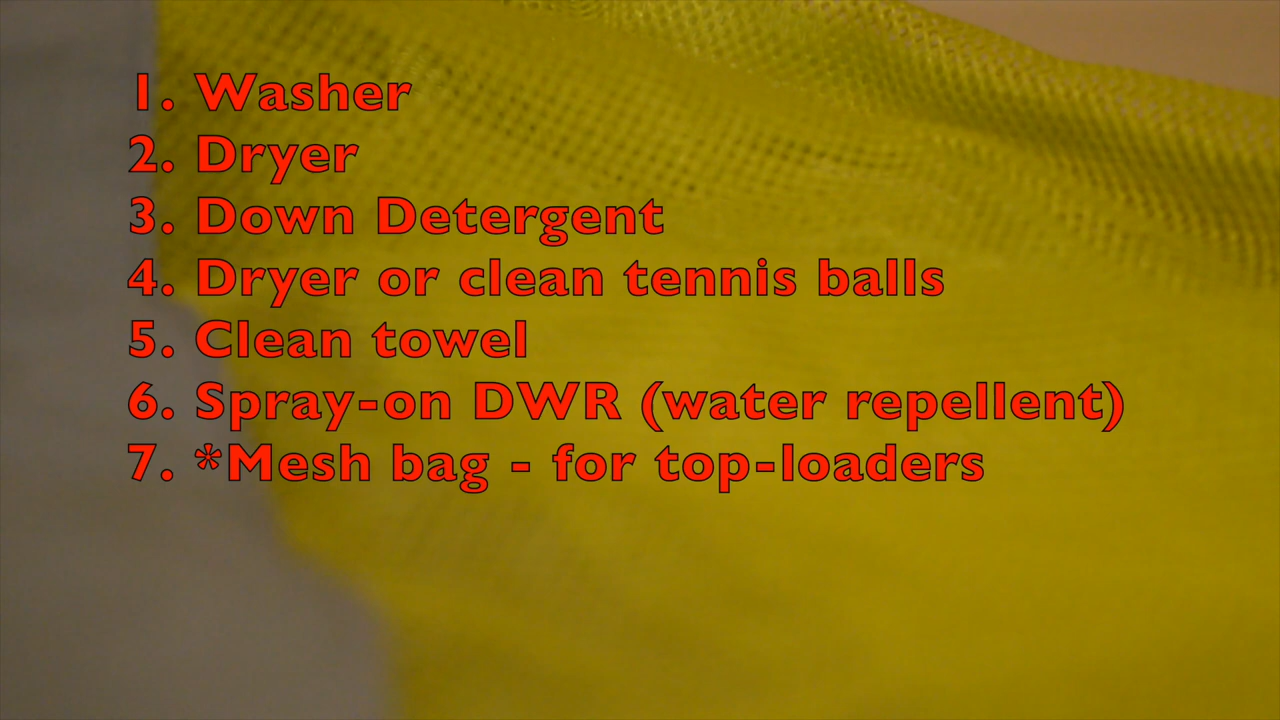 1. Washer
2. Dryer
3. Down Detergent
4. Dryer or clean tennis balls
5. Clean towel
6. Spray-on DWR (water repellent)
7. *Mesh bag - for top-loaders